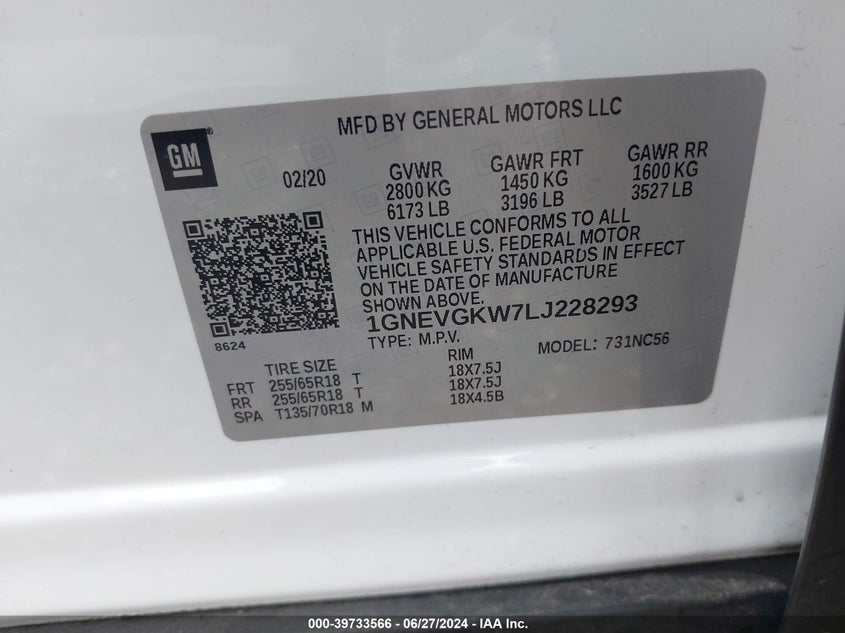 MFD BY GENERAL MOTORS LLC
GM
02/20
GVWR
2800 KG
6173 LB
GAWR FRT
1450 KG
3196 LB
GAWR RR
1600 KG
3527 LB
THIS VEHICLE CONFORMS TO ALL
APPLICABLE U.S. FEDERAL MOTOR
VEHICLE SAFETY STANDARDS IN EFFECT
ON THE DATE OF MANUFACTURE
SHOWN ABOVE.
1GNEVGKW7LJ228293
8624
TYPE: M.P.V.
MODEL: 731NC56
TIRE SIZE RIM
FRT 255/65R18 T 18X7.5J
RR 255/65R18 T 18X7.5J
SPA T135/70R18 M 18X4.5B
000-39733566 - 06/27/2024 - IAA Inc.